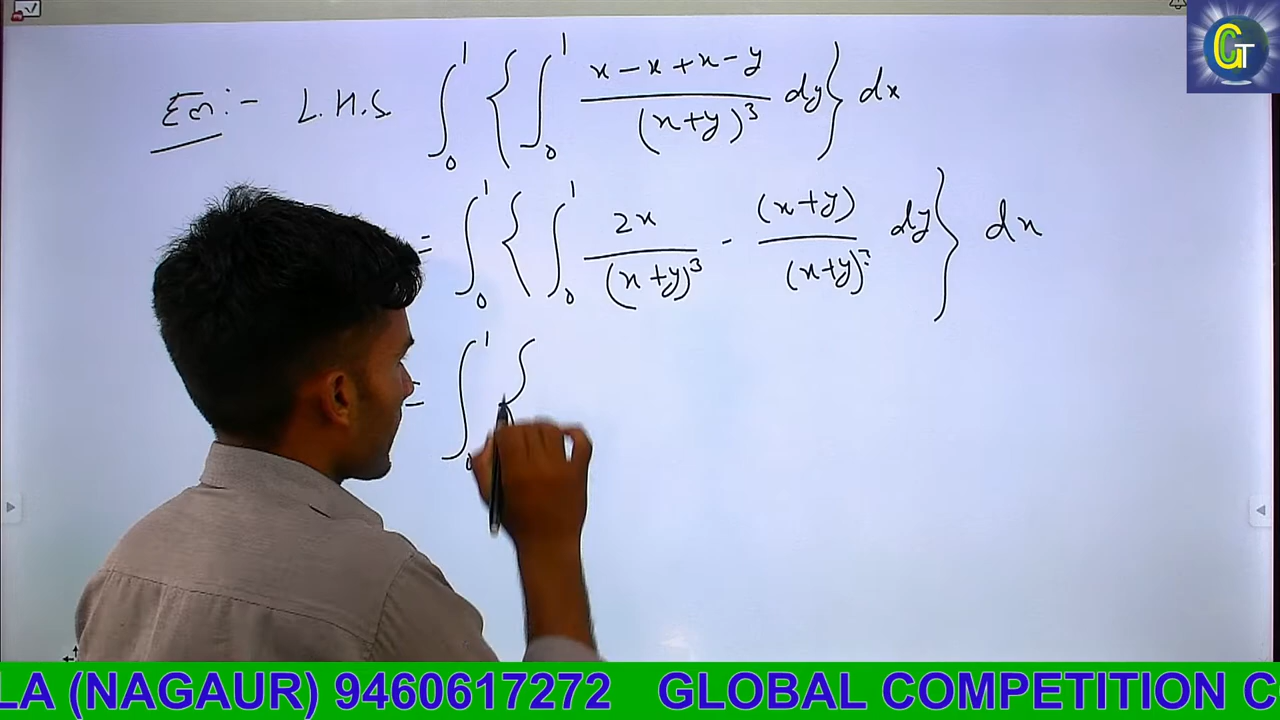 GT
Ex:- L.H.S. ∫₀¹ { ∫₀¹ x-x+x-y / (x+y)³ dy } dx
= ∫₀¹ { ∫₀¹ 2x / (x+y)³ - (x+y) / (x+y)³ dy } dx
= ∫₀¹ {
LA (NAGAUR) 9460617272 GLOBAL COMPETITION C